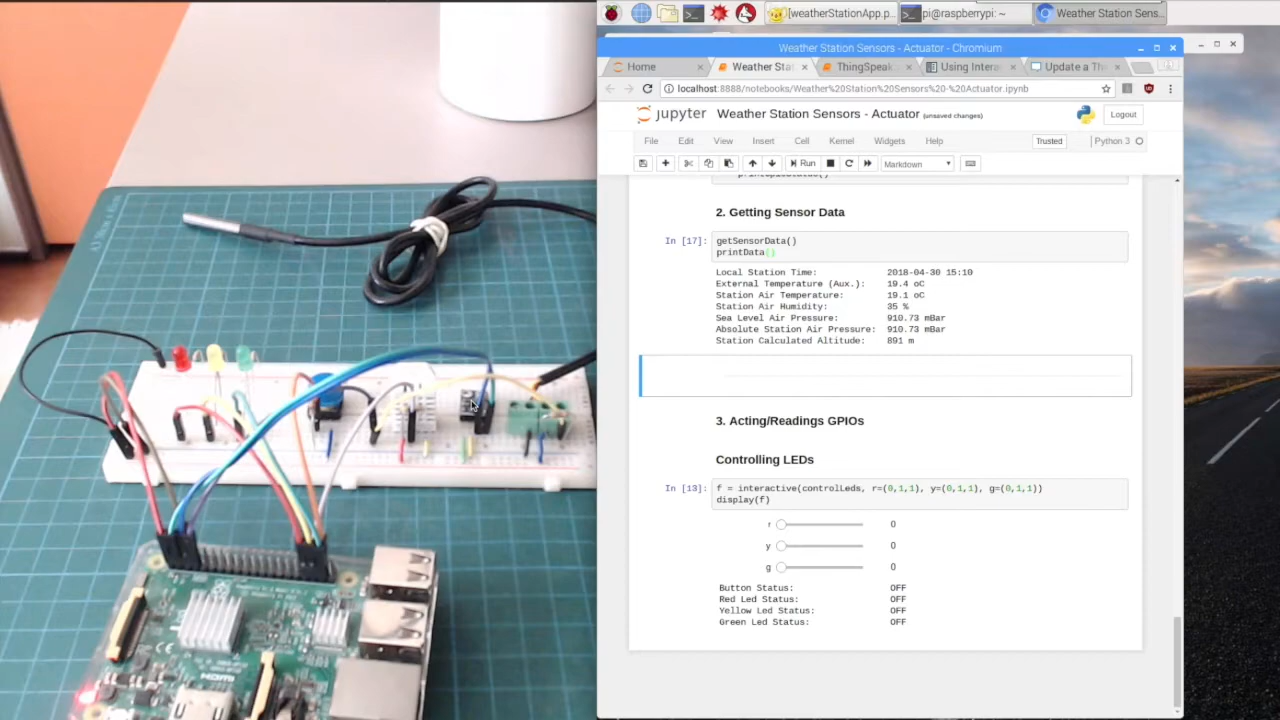 [weatherStationApp.p...
pi@raspberrypi: ~
Weather Station Sens...
Weather Station Sensors - Actuator - Chromium
Home
Weather Sta
ThingSpeak
Using Intera
Update a Th
localhost:8888/notebooks/Weather%20Station%20Sensors%20-%20Actuator.ipynb
jupyter Weather Station Sensors - Actuator (unsaved changes)
Logout
File Edit View Insert Cell Kernel Widgets Help
Trusted
Python 3
Run
Markdown
2. Getting Sensor Data
In [17]: getSensorData()
printData()
Local Station Time: 2018-04-30 15:10
External Temperature (Aux.): 19.4 oC
Station Air Temperature: 19.1 oC
Station Air Humidity: 35 %
Sea Level Air Pressure: 910.73 mBar
Absolute Station Air Pressure: 910.73 mBar
Station Calculated Altitude: 891 m
3. Acting/Readings GPIOs
Controlling LEDs
In [13]: f = interactive(controlLeds, r=(0,1,1), y=(0,1,1), g=(0,1,1))
display(f)
r 0
y 0
g 0
Button Status: OFF
Red Led Status: OFF
Yellow Led Status: OFF
Green Led Status: OFF
HDMI